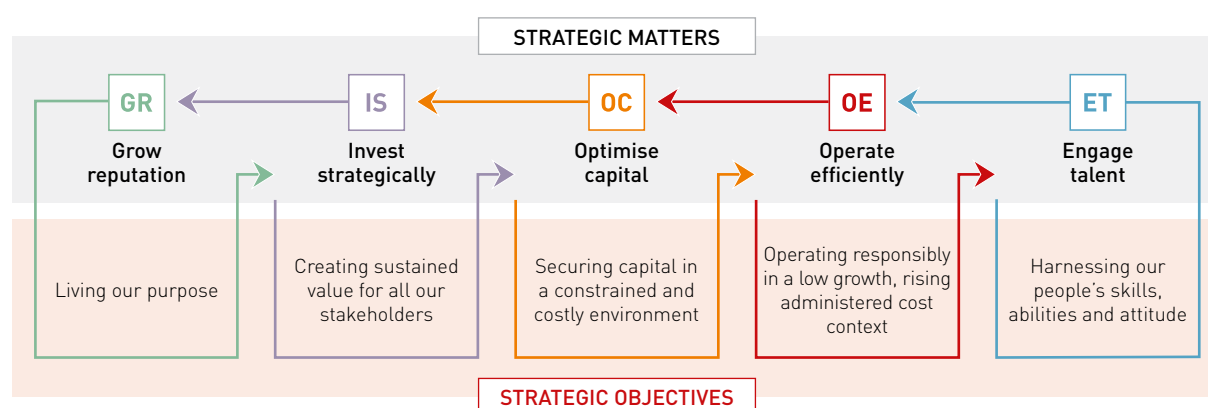 STRATEGIC MATTERS
GR
IS
OC
OE
ET
Grow
reputation
Invest
strategically
Optimise
capital
Operate
efficiently
Engage
talent
Living our purpose
Creating sustained
value for all our
stakeholders
Securing capital in
a constrained and
costly environment
Operating responsibly
in a low growth, rising
administered cost
context
Harnessing our
people’s skills,
abilities and attitude
STRATEGIC OBJECTIVES